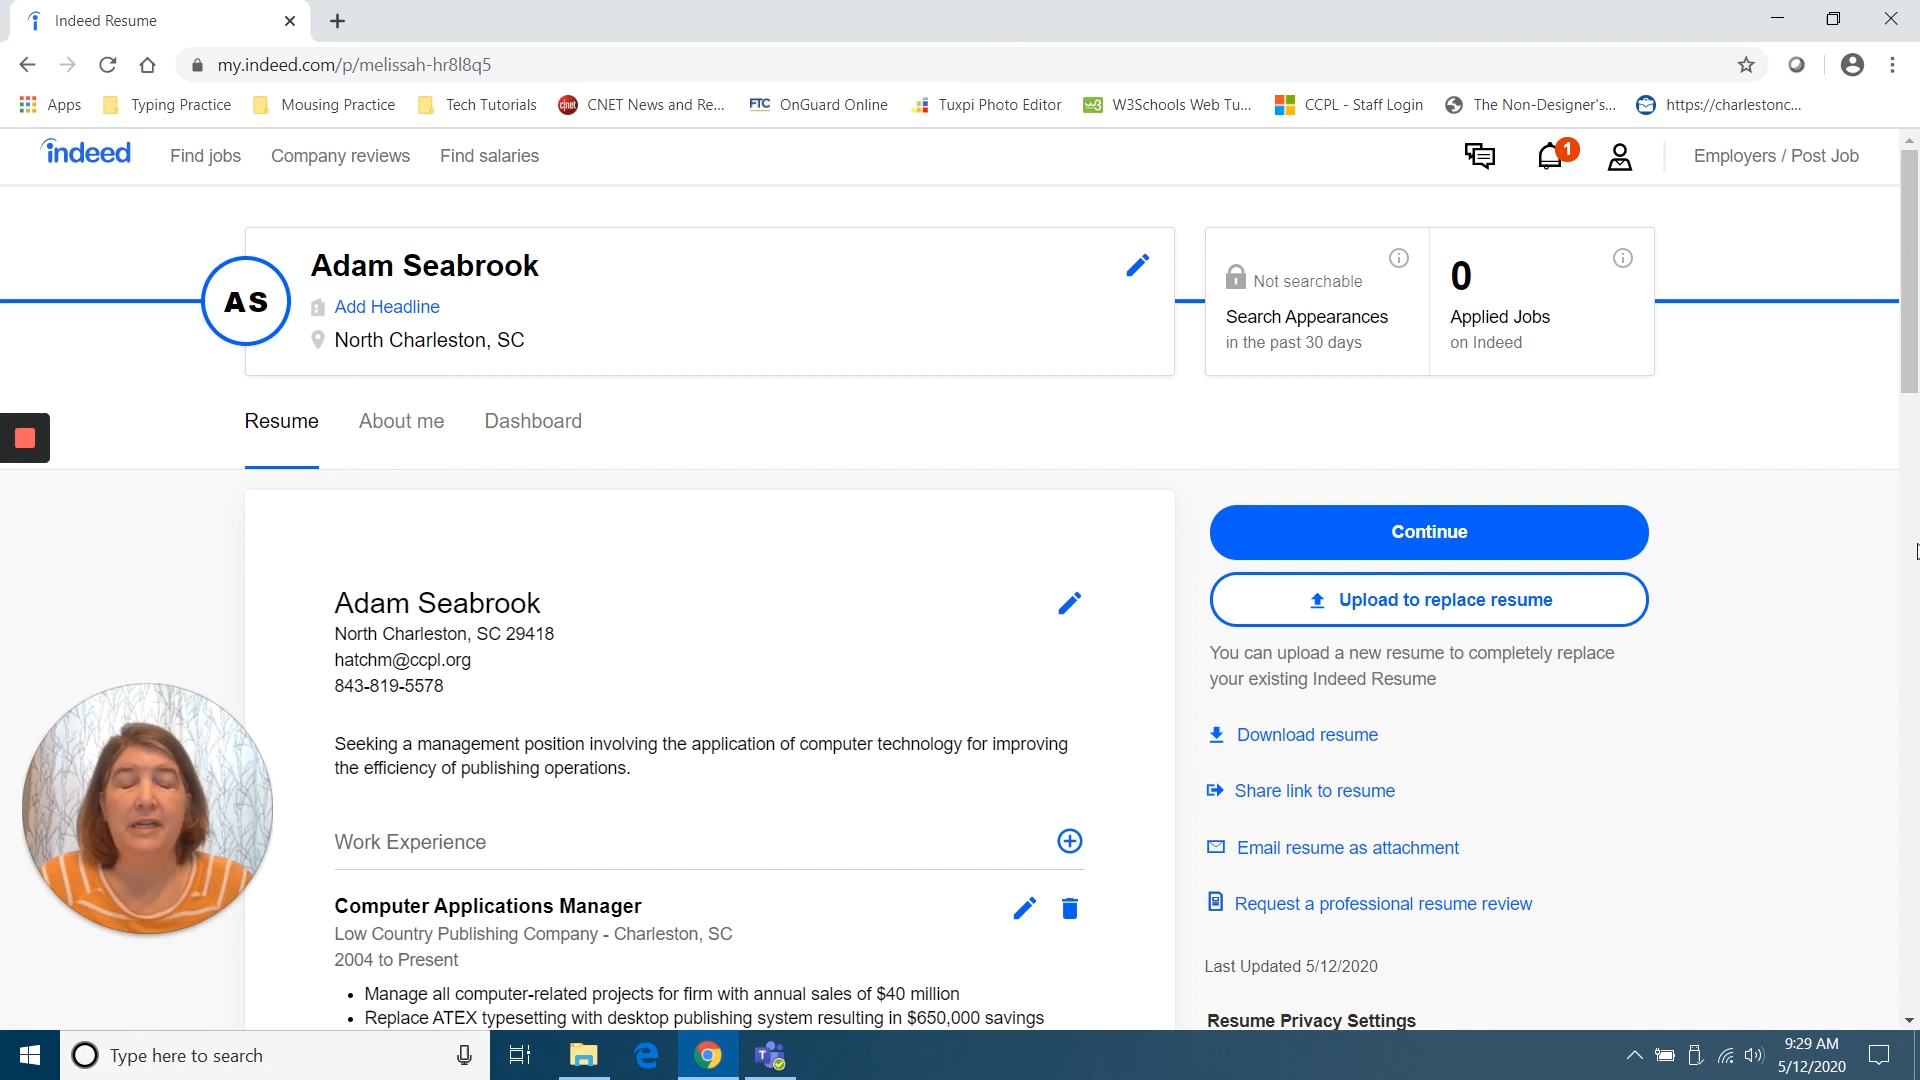 Indeed Resume
my.indeed.com/p/melissah-hr8l8q5
Apps Typing Practice Mousing Practice Tech Tutorials CNET News and Re... OnGuard Online Tuxpi Photo Editor W3Schools Web Tu... CCPL - Staff Login The Non-Designer's... https://charlestonc...
indeed Find jobs Company reviews Find salaries 1 Employers / Post Job
Adam Seabrook
AS
Add Headline
North Charleston, SC
Not searchable
Search Appearances
in the past 30 days
0
Applied Jobs
on Indeed
Resume About me Dashboard
Adam Seabrook
North Charleston, SC 29418
hatchm@ccpl.org
843-819-5578
Seeking a management position involving the application of computer technology for improving
the efficiency of publishing operations.
Work Experience
Computer Applications Manager
Low Country Publishing Company - Charleston, SC
2004 to Present
• Manage all computer-related projects for firm with annual sales of $40 million
• Replace ATEX typesetting with desktop publishing system resulting in $650,000 savings
Continue
Upload to replace resume
You can upload a new resume to completely replace
your existing Indeed Resume
Download resume
Share link to resume
Email resume as attachment
Request a professional resume review
Last Updated 5/12/2020
Resume Privacy Settings
Type here to search
9:29 AM
5/12/2020